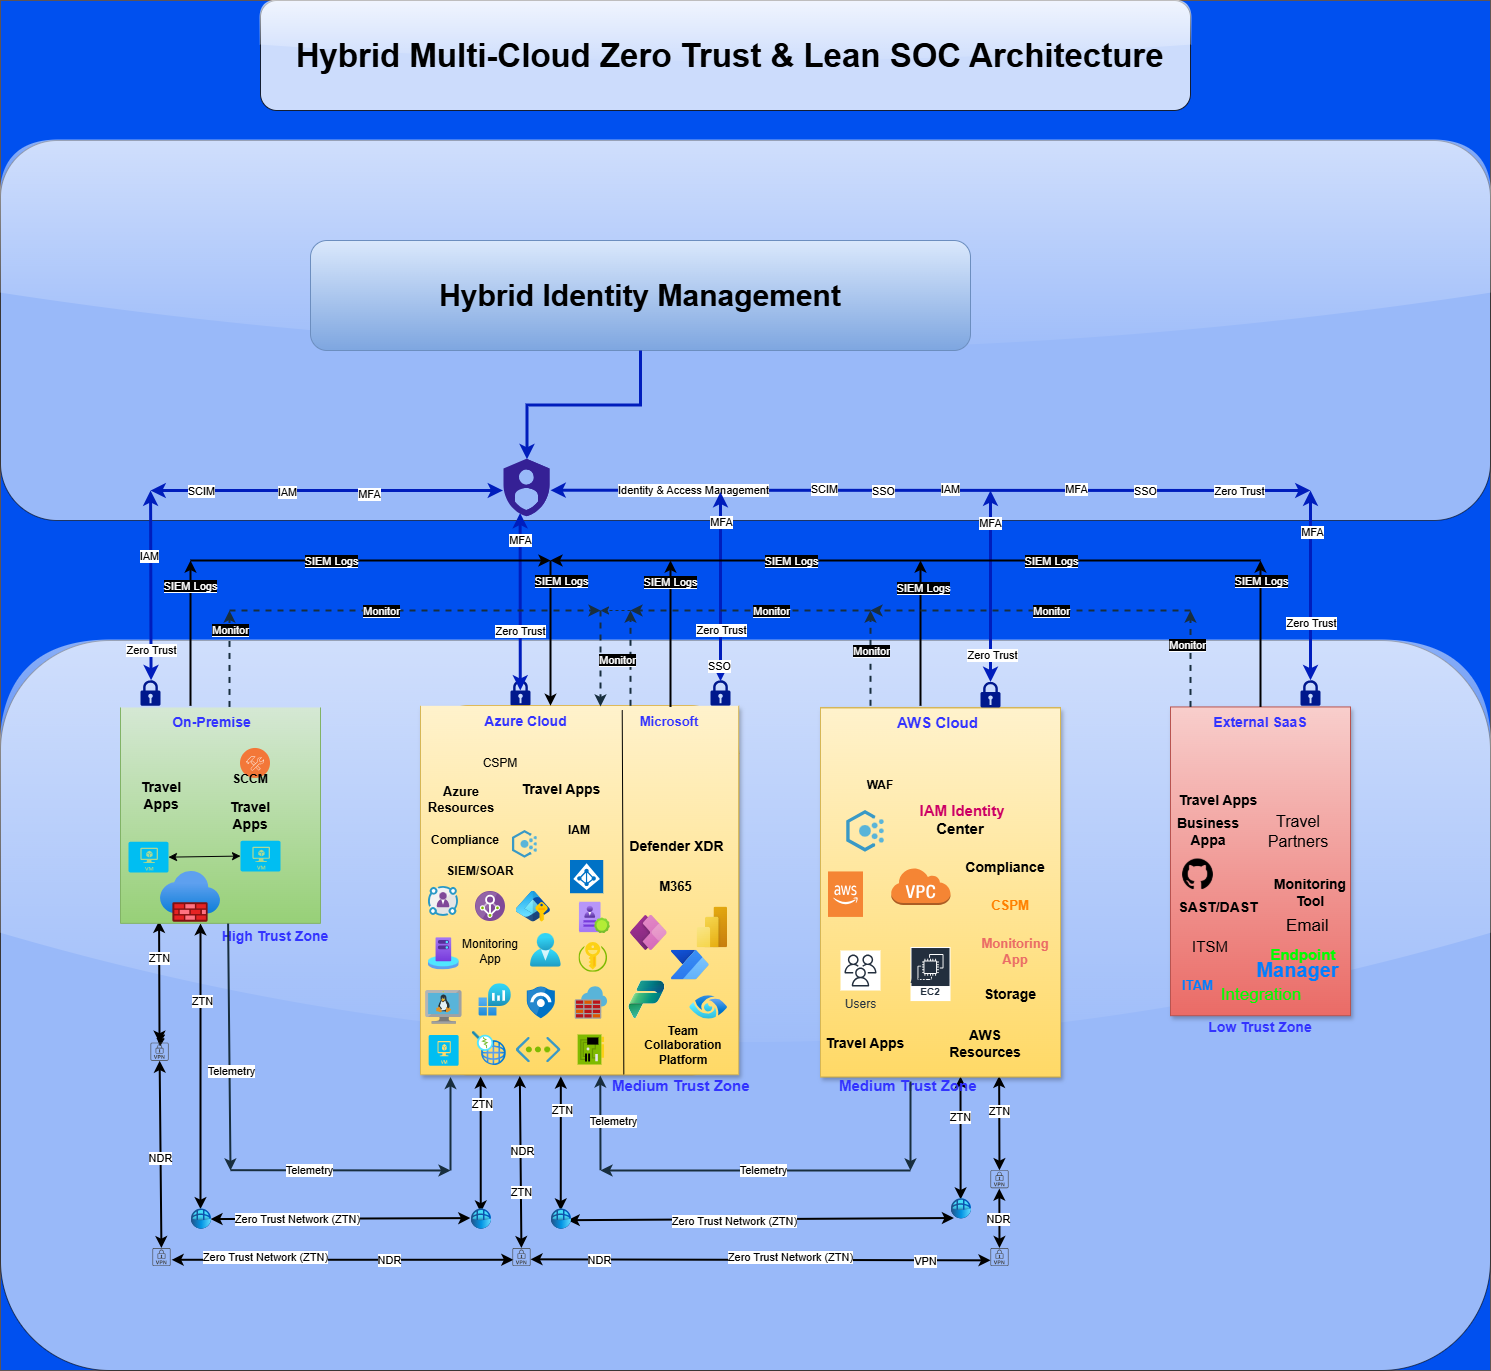 Hybrid Multi-Cloud Zero Trust & Lean SOC Architecture
Hybrid Identity Management
SCIM
IAM
MFA
Identity & Access Management
SCIM
SSO
IAM
MFA
SSO
Zero Trust
IAM
MFA
MFA
MFA
MFA
SIEM Logs
SIEM Logs
SIEM Logs
SIEM Logs
SIEM Logs
SIEM Logs
SIEM Logs
SIEM Logs
Monitor
Monitor
Monitor
Monitor
Zero Trust
Zero Trust
Zero Trust
Monitor
Monitor
Monitor
Zero Trust
Zero Trust
SSO
On-Premise
SCCM
Travel
Apps
Travel
Apps
VM
VM
High Trust Zone
Azure Cloud
CSPM
Azure
Resources
Travel Apps
Compliance
IAM
SIEM/SOAR
Monitoring
App
VM
Microsoft
Defender XDR
M365
Team
Collaboration
Platform
Medium Trust Zone
AWS Cloud
WAF
IAM Identity
Center
Compliance
aws
VPC
CSPM
Monitoring
App
Users
EC2
Storage
Travel Apps
AWS
Resources
Medium Trust Zone
External SaaS
Travel Apps
Business
Appa
Travel
Partners
Monitoring
Tool
SAST/DAST
Email
ITSM
Endpoint
Manager
ITAM
Integration
Low Trust Zone
ZTN
ZTN
VPN
Telemetry
NDR
Telemetry
ZTN
NDR
ZTN
ZTN
Telemetry
Telemetry
ZTN
ZTN
VPN
NDR
Zero Trust Network (ZTN)
Zero Trust Network (ZTN)
VPN
Zero Trust Network (ZTN)
NDR
VPN
NDR
Zero Trust Network (ZTN)
VPN
VPN